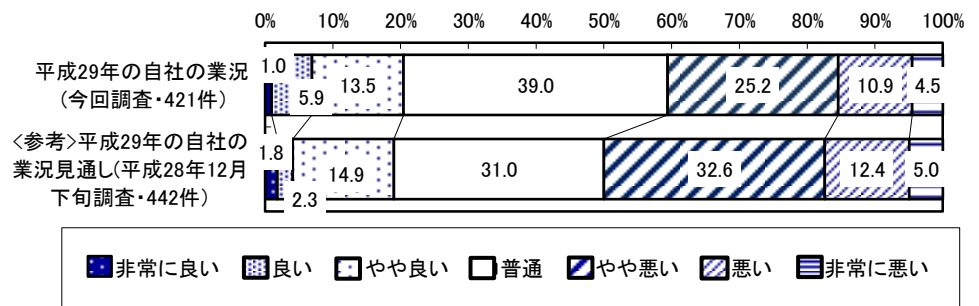 0% 10% 20% 30% 40% 50% 60% 70% 80% 90% 100%
平成29年の自社の業況
(今回調査・421件)
1.0 5.9 13.5 39.0 25.2 10.9 4.5
<参考>平成29年の自社の
業況見通し(平成28年12月
下旬調査・442件)
1.8 2.3 14.9 31.0 32.6 12.4 5.0
非常に良い 良い やや良い 普通 やや悪い 悪い 非常に悪い